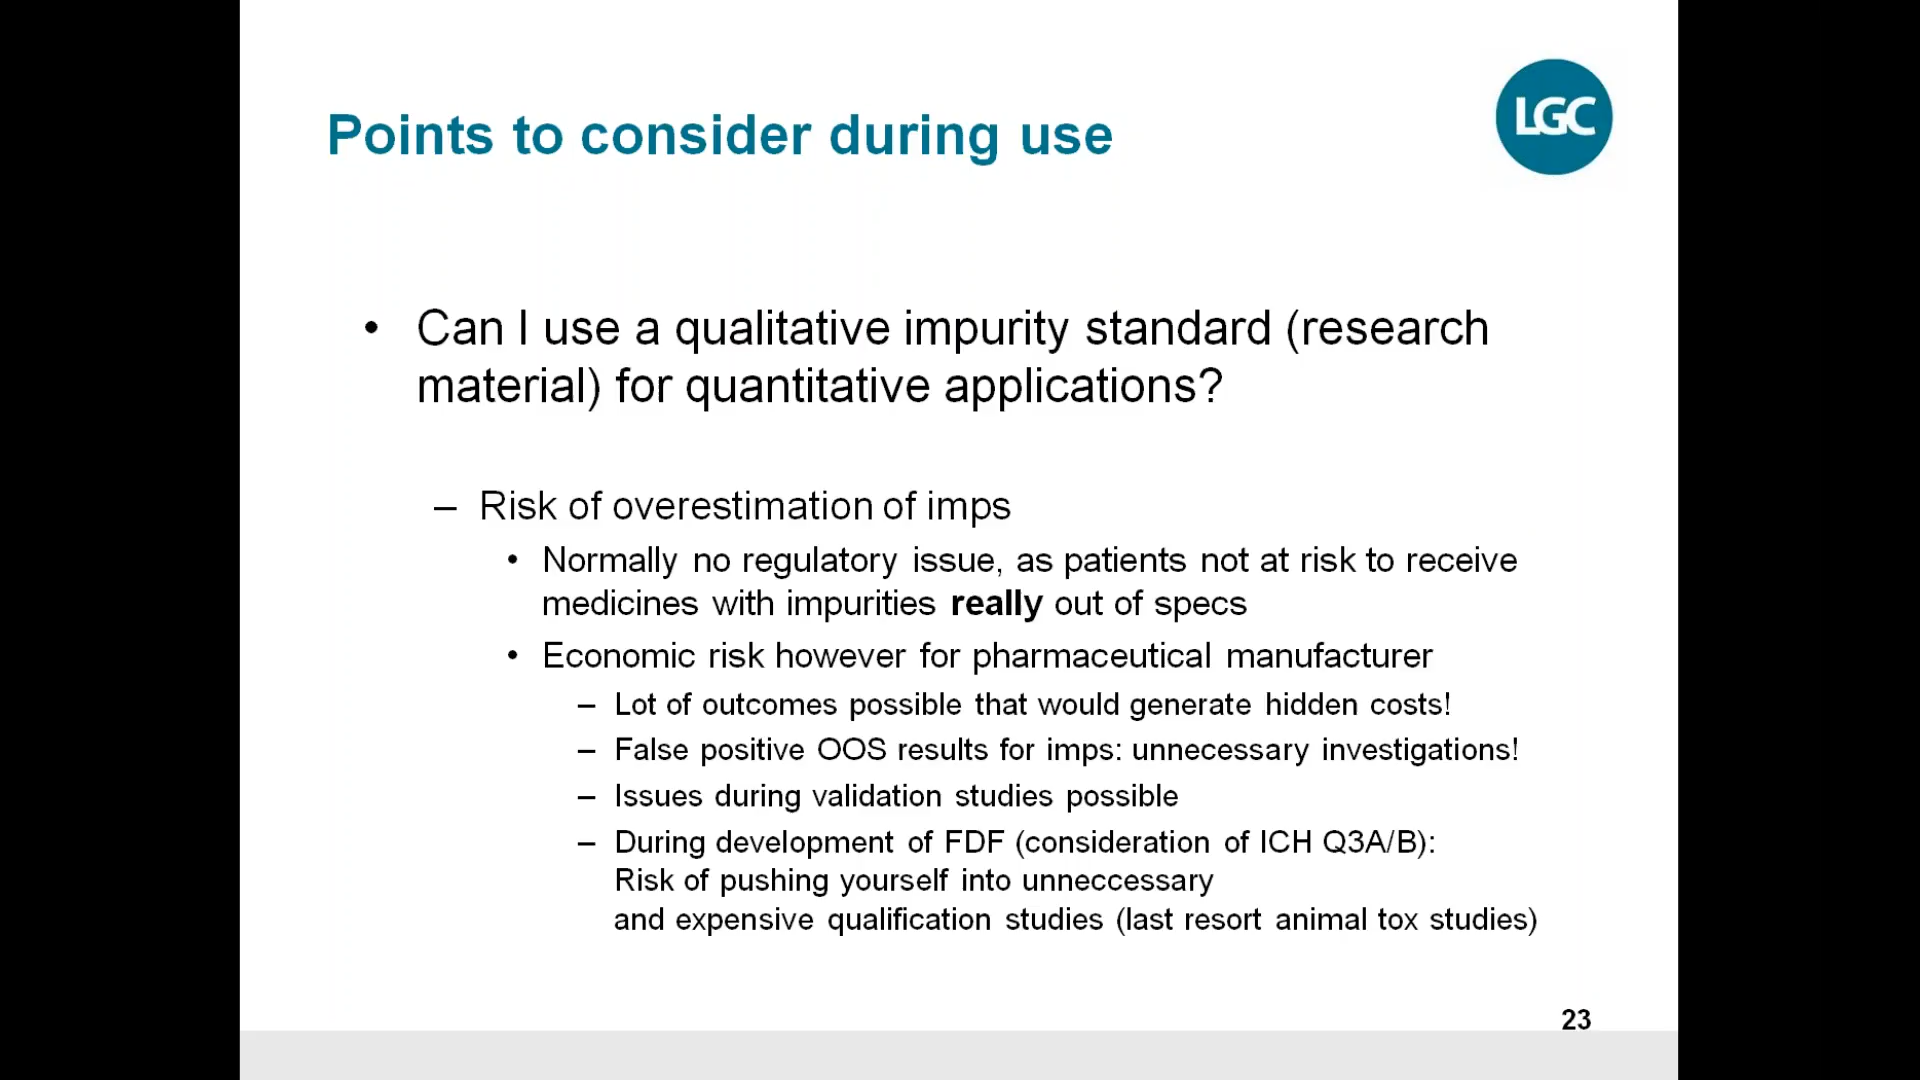 LGC
Points to consider during use
• Can I use a qualitative impurity standard (research
material) for quantitative applications?
– Risk of overestimation of imps
• Normally no regulatory issue, as patients not at risk to receive
medicines with impurities really out of specs
• Economic risk however for pharmaceutical manufacturer
– Lot of outcomes possible that would generate hidden costs!
– False positive OOS results for imps: unnecessary investigations!
– Issues during validation studies possible
– During development of FDF (consideration of ICH Q3A/B):
Risk of pushing yourself into unneccessary
and expensive qualification studies (last resort animal tox studies)
23